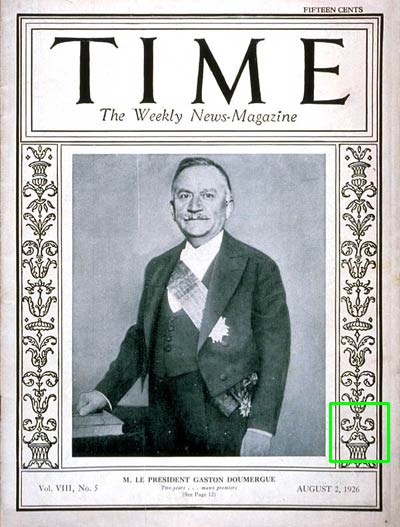 FIFTEEN CENTS
TIME
The Weekly News-Magazine
M. LE PRESIDENT GASTON DOUMERGUE
Two years . . . many premiers
(See Page 12)
Vol. VIII, No. 5
AUGUST 2, 1926